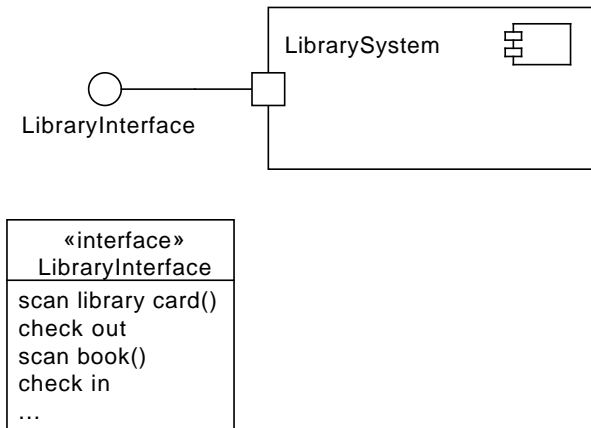 LibrarySystem
LibraryInterface
«interface»
LibraryInterface
scan library card()
check out
scan book()
check in
...